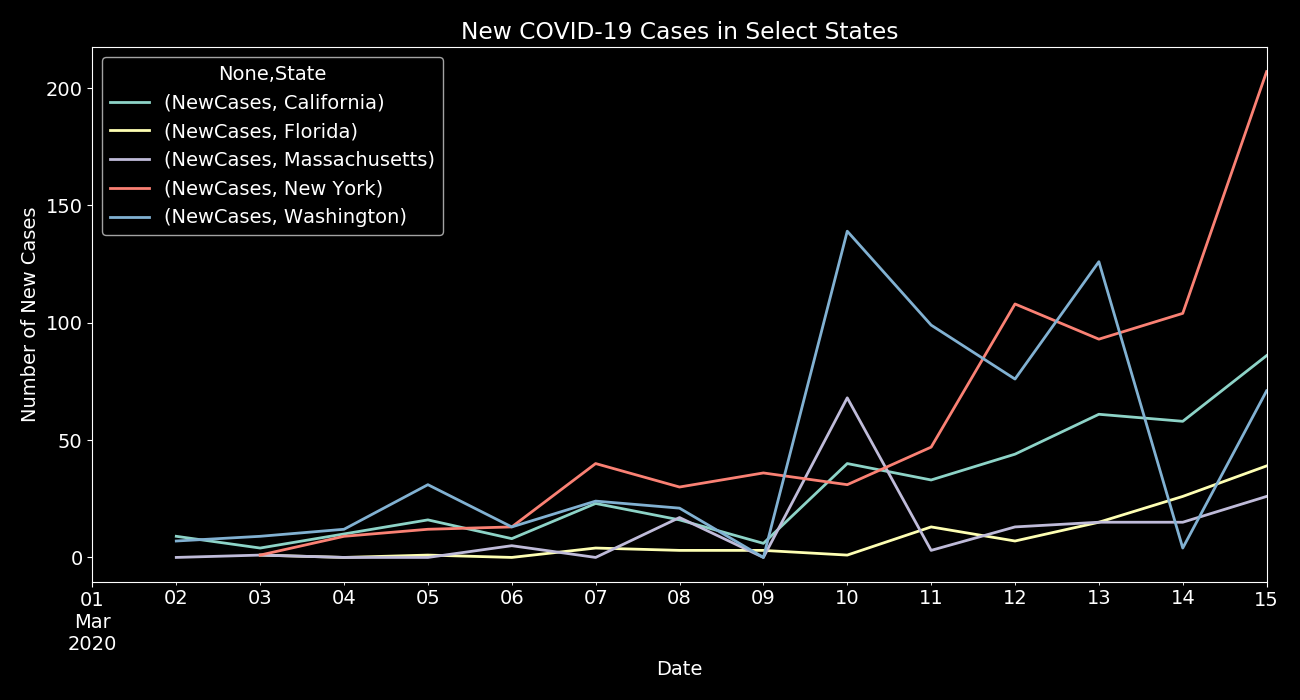 New COVID-19 Cases in Select States
None,State
(NewCases, California)
(NewCases, Florida)
(NewCases, Massachusetts)
(NewCases, New York)
(NewCases, Washington)
Number of New Cases
200
150
100
50
0
01 02 03 04 05 06 07 08 09 10 11 12 13 14 15
Mar
2020
Date